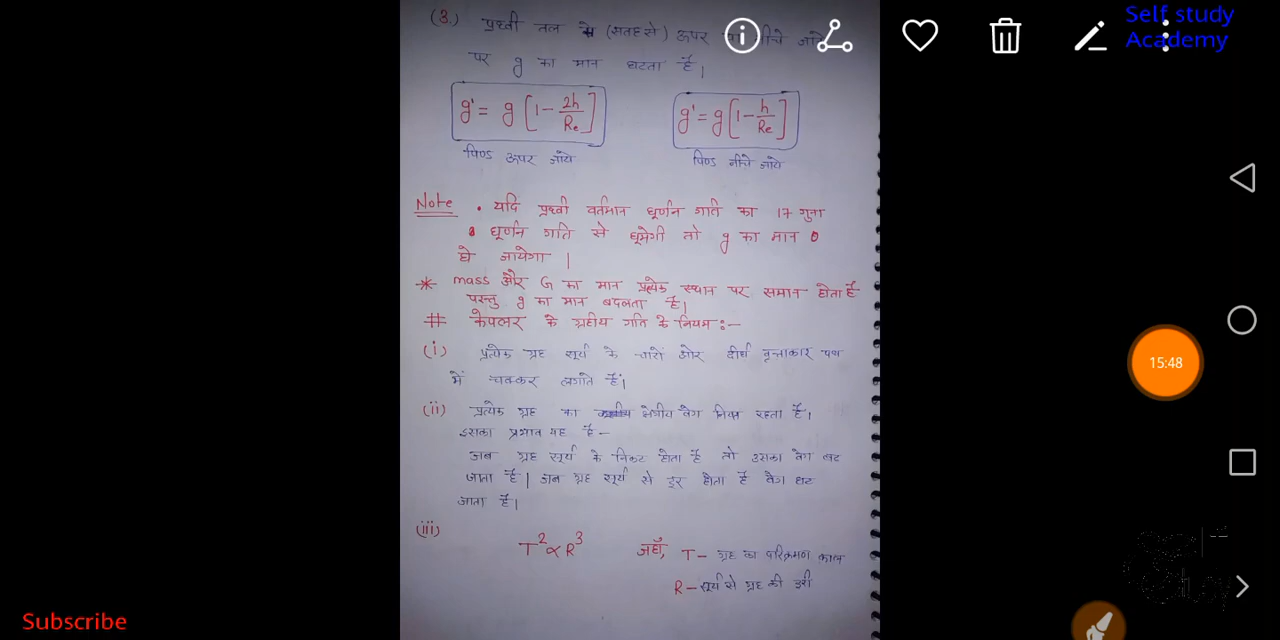 Self study
Academy
(3.) पृथ्वी तल से (सतह से) ऊपर या नीचे जाने
पर g का मान घटता है।
g' = g [1 - 2h/Re]
g' = g [1 - h/Re]
पिण्ड ऊपर जाये
पिण्ड नीचे जाये
Note • यदि पृथ्वी वर्तमान घूर्णन गति का 17 गुना
घूर्णन गति से घूमेगी तो g का मान 0
हो जायेगा |
* mass और G का मान प्रत्येक स्थान पर समान होता है
परन्तु g का मान बदलता है।
# केपलर के ग्रहीय गति के नियम :-
(i) प्रत्येक ग्रह सूर्य के चारों ओर दीर्घ वृत्ताकार पथ
में चक्कर लगाते हैं।
(ii) प्रत्येक ग्रह का क्षेत्रीय वेग नियत रहता है।
इसका प्रभाव यह है -
जब ग्रह सूर्य के निकट होता है तो उसका वेग बढ
जाता है | जब ग्रह सूर्य से दूर होता है वेग घट
जाता है।
(iii) T² ∝ R³ जहाँ, T - ग्रह का परिक्रमण काल
R - सूर्य से ग्रह की दूरी
15:48
Subscribe